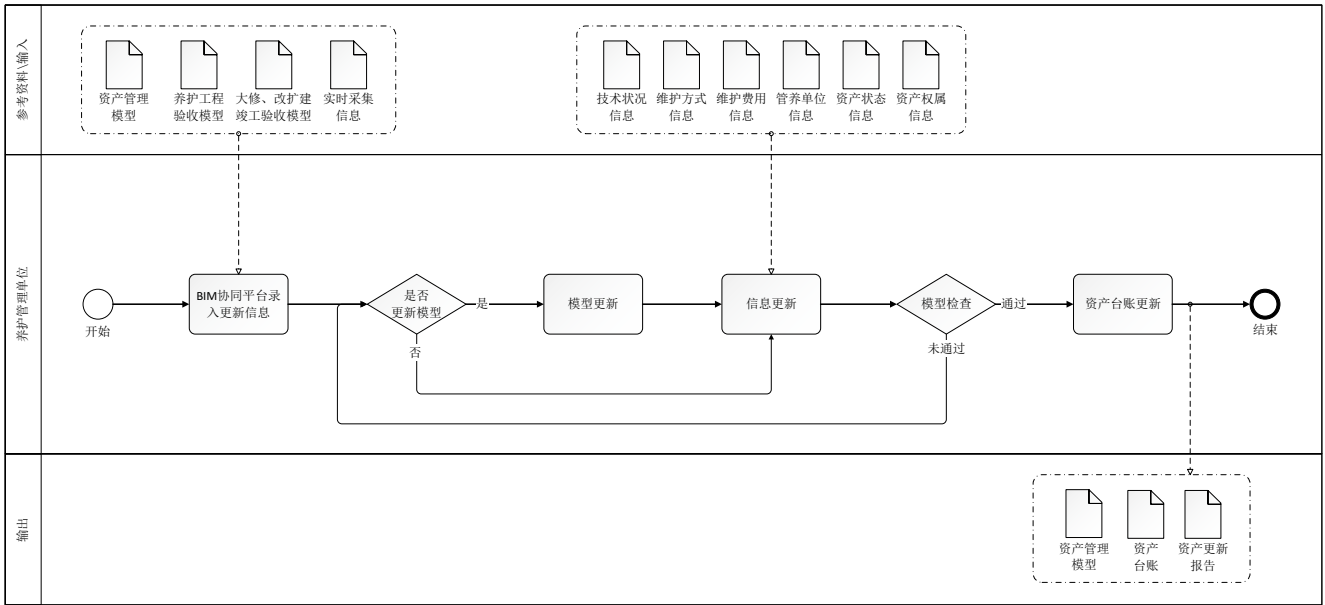 参考资料\输入
资产管理
模型
养护工程
验收模型
大修、改扩建
竣工验收模型
实时采集
信息
技术状况
信息
维护方式
信息
维护费用
信息
管养单位
信息
资产状态
信息
资产权属
信息
养护管理单位
开始
BIM协同平台录
入更新信息
是否
更新模型
是
否
模型更新
信息更新
模型检查
通过
未通过
资产台账更新
结束
输出
资产管理
模型
资产
台账
资产更新
报告